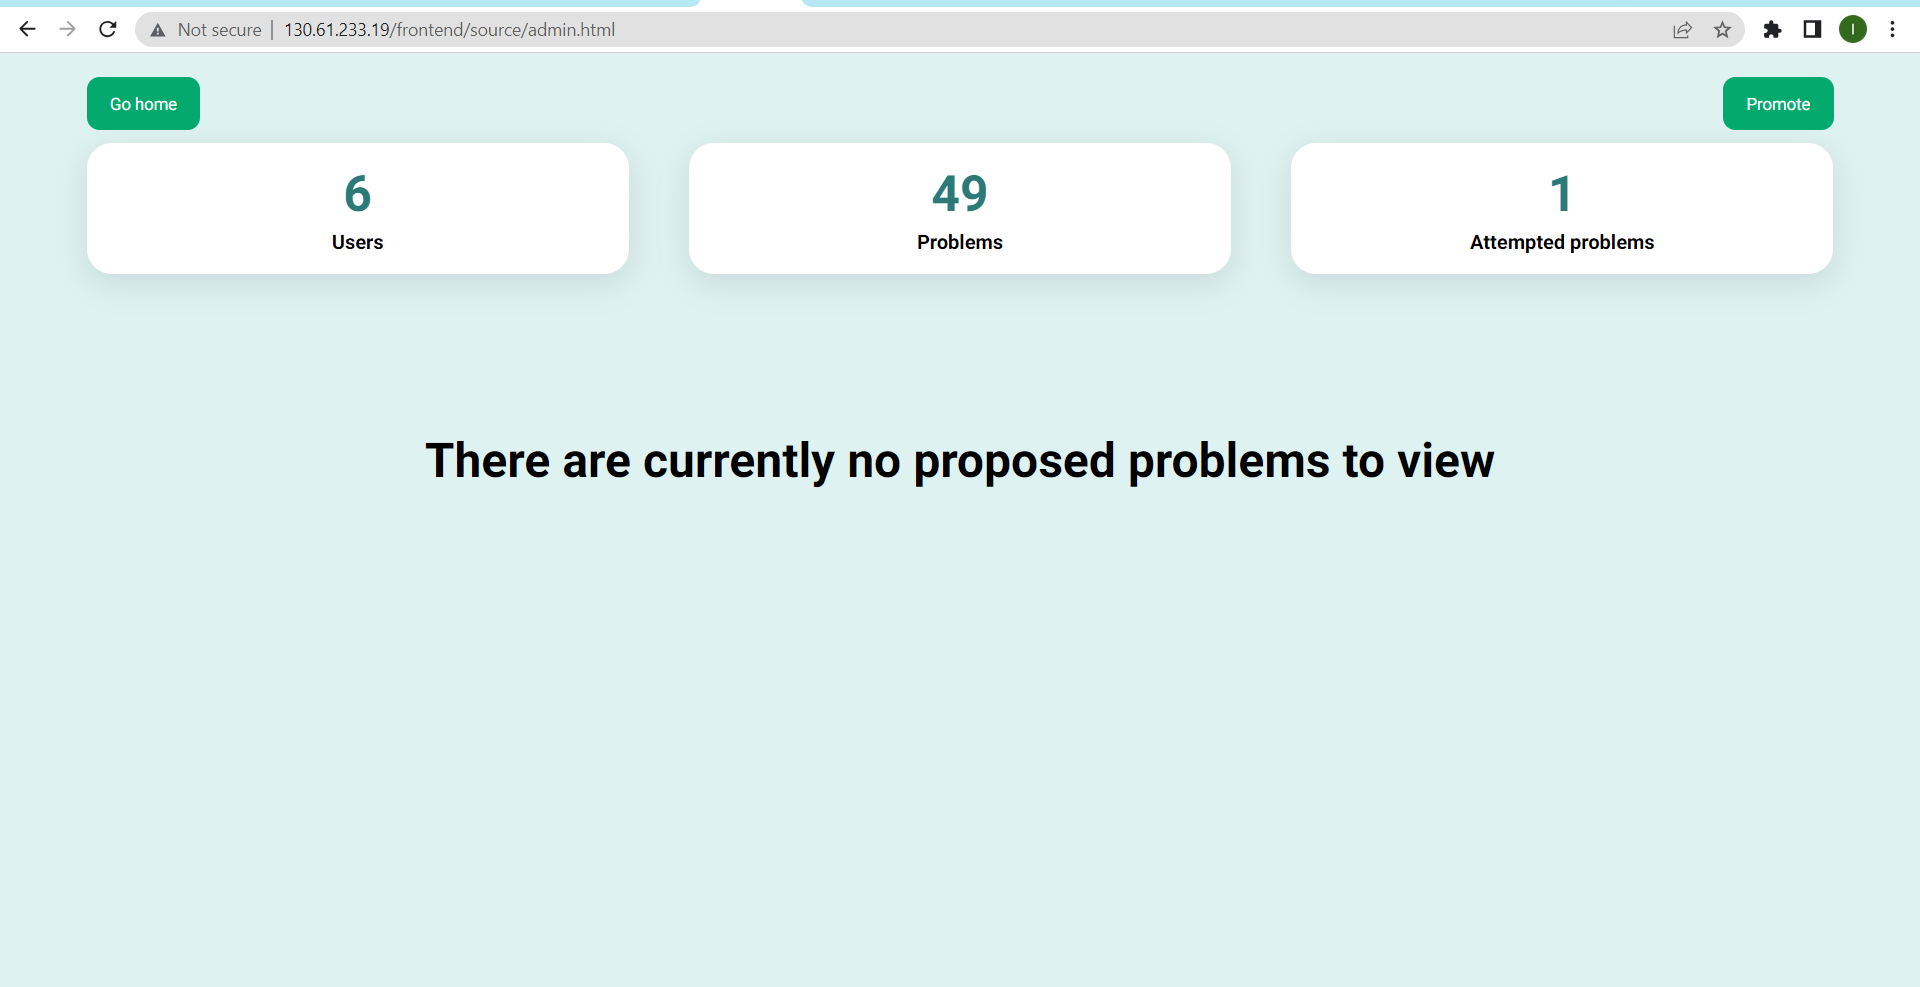 Not secure | 130.61.233.19/frontend/source/admin.html
I
Go home
Promote
6
Users
49
Problems
1
Attempted problems
There are currently no proposed problems to view